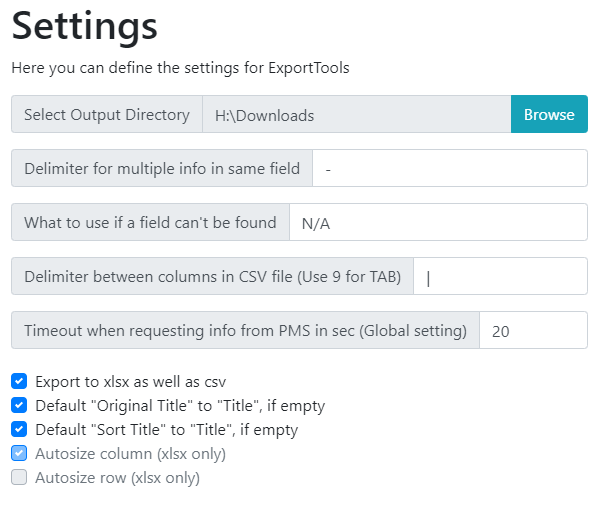 Settings
Here you can define the settings for ExportTools
Select Output Directory H:\Downloads Browse
Delimiter for multiple info in same field -
What to use if a field can't be found N/A
Delimiter between columns in CSV file (Use 9 for TAB) |
Timeout when requesting info from PMS in sec (Global setting) 20
Export to xlsx as well as csv
Default "Original Title" to "Title", if empty
Default "Sort Title" to "Title", if empty
Autosize column (xlsx only)
Autosize row (xlsx only)